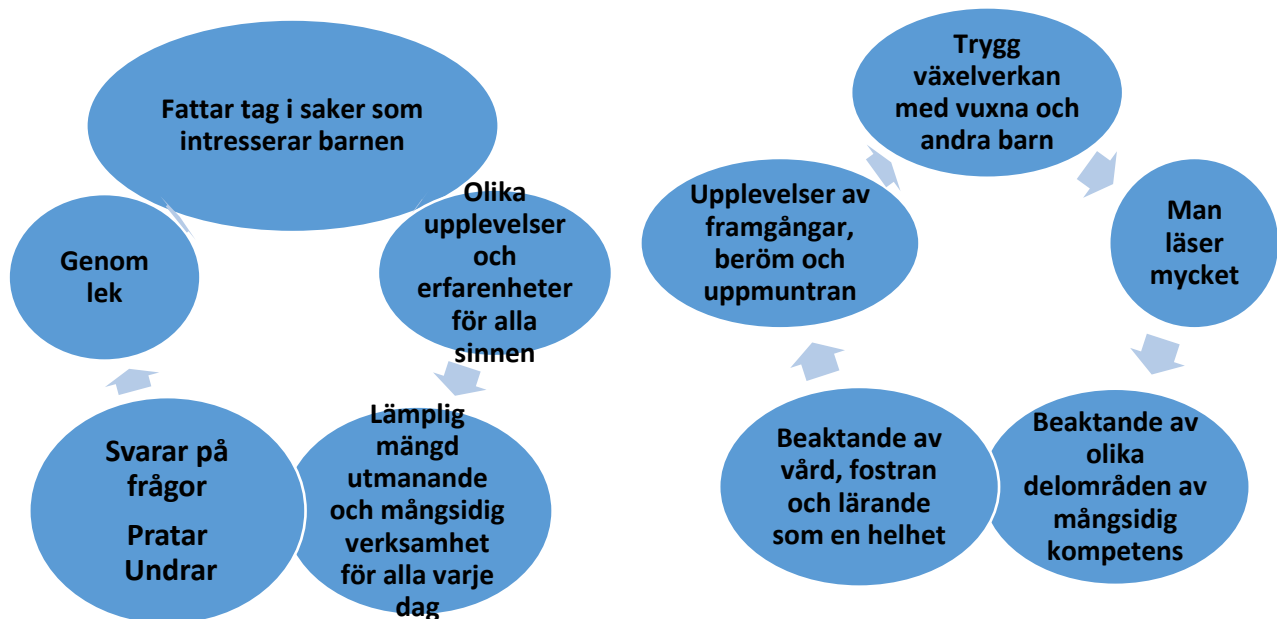 Fattar tag i saker som
intresserar barnen
Olika
upplevelser
och
erfarenheter
för alla
sinnen
Lämplig
mängd
utmanande
och mångsidig
verksamhet
för alla varje
dag
Svarar på
frågor
Pratar
Undrar
Genom
lek
Trygg
växelverkan
med vuxna och
andra barn
Man
läser
mycket
Beaktande av
olika
delområden av
mångsidig
kompetens
Beaktande av
vård, fostran
och lärande
som en helhet
Upplevelser av
framgångar,
beröm och
uppmuntran